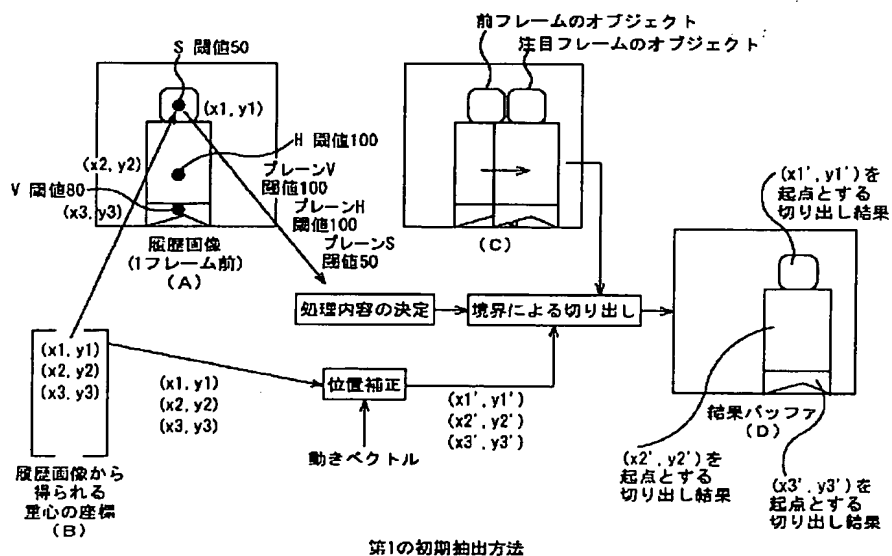 前フレームのオブジェクト
注目フレームのオブジェクト
S 閾値50
(x1, y1)
H 閾値100
(x2, y2)
V 閾値80
(x3, y3)
プレーンV
閾値100
プレーンH
閾値100
プレーンS
閾値50
履歴画像
(1フレーム前)
(A)
(C)
(x1', y1')を
起点とする
切り出し結果
処理内容の決定
境界による切り出し
(x1, y1)
(x2, y2)
(x3, y3)
(x1, y1)
(x2, y2)
(x3, y3)
位置補正
(x1', y1')
(x2', y2')
(x3', y3')
動きベクトル
結果バッファ
(D)
(x2', y2')を
起点とする
切り出し結果
(x3', y3')を
起点とする
切り出し結果
履歴画像から
得られる
重心の座標
(B)
第1の初期抽出方法